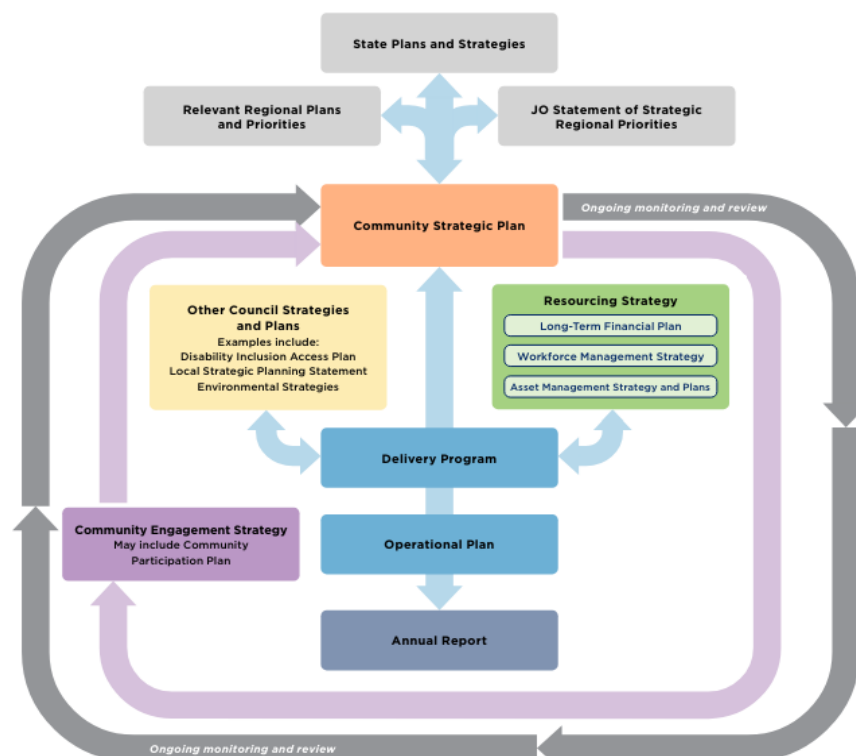 State Plans and Strategies
Relevant Regional Plans
and Priorities
JO Statement of Strategic
Regional Priorities
Community Strategic Plan
Ongoing monitoring and review
Other Council Strategies
and Plans
Examples include:
Disability Inclusion Access Plan
Local Strategic Planning Statement
Environmental Strategies
Resourcing Strategy
Long-Term Financial Plan
Workforce Management Strategy
Asset Management Strategy and Plans
Delivery Program
Community Engagement Strategy
May include Community
Participation Plan
Operational Plan
Annual Report
Ongoing monitoring and review